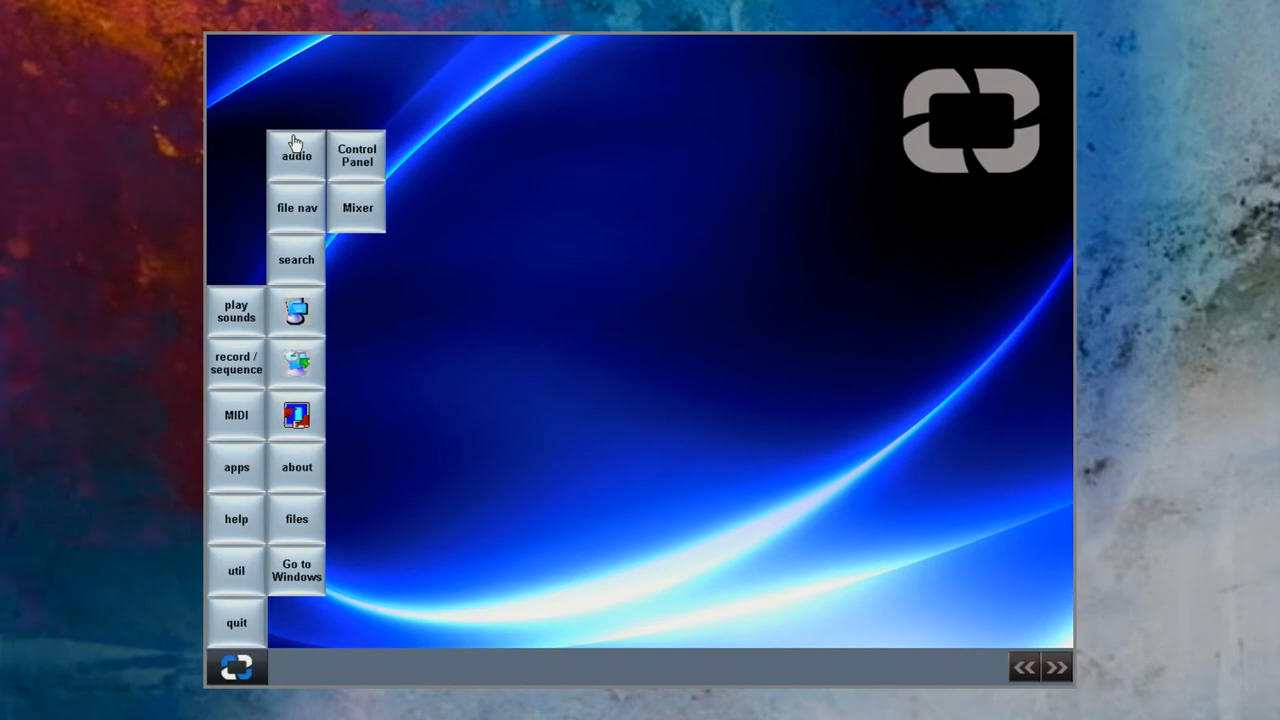 audio
Control
Panel
file nav
Mixer
search
play
sounds
record /
sequence
MIDI
apps
about
help
files
util
Go to
Windows
quit